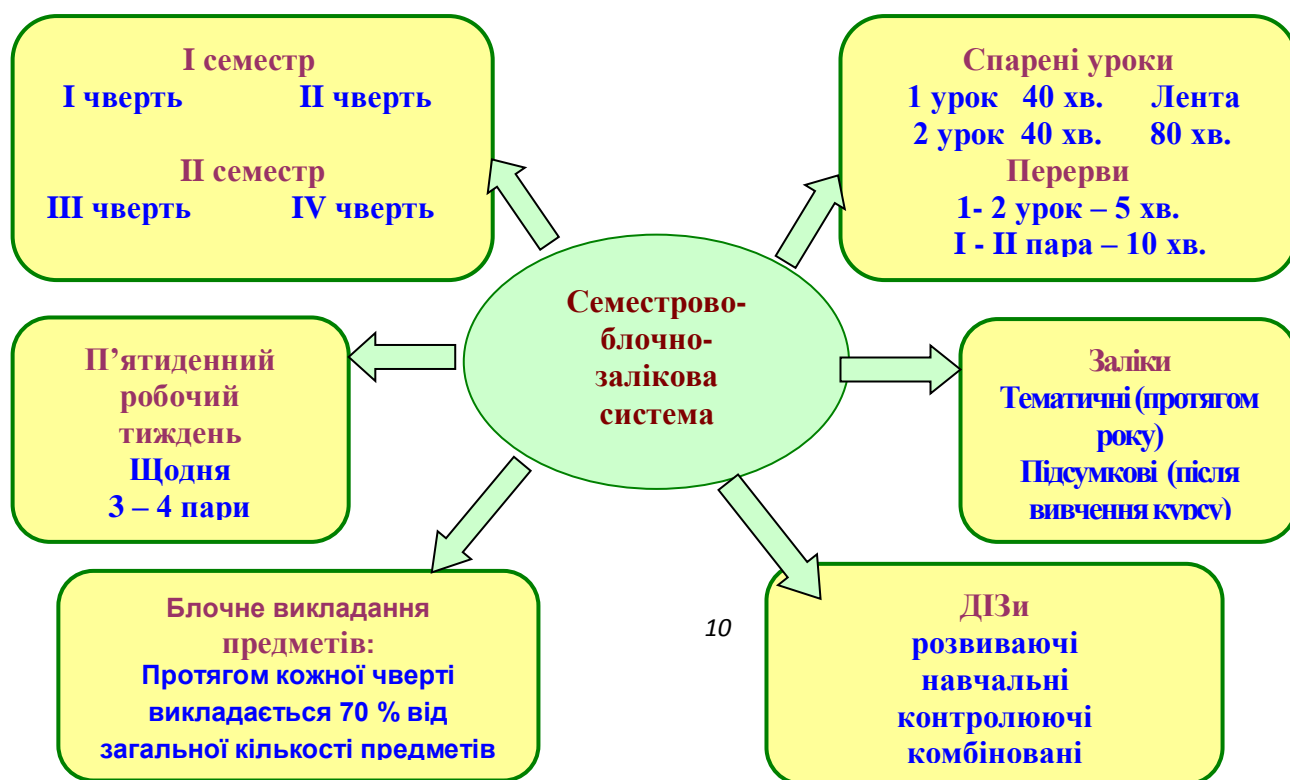 І семестр
І чверть ІІ чверть
ІІ семестр
ІІІ чверть ІV чверть
Спарені уроки
1 урок 40 хв. Лента
2 урок 40 хв. 80 хв.
Перерви
1- 2 урок – 5 хв.
І - ІІ пара – 10 хв.
Семестрово-
блочно-
залікова
система
П’ятиденний
робочий
тиждень
Щодня
3 – 4 пари
Заліки
Тематичні (протягом
року)
Підсумкові (після
вивчення курсу)
Блочне викладання
предметів:
Протягом кожної чверті
викладається 70 % від
загальної кількості предметів
10
ДІЗи
розвиваючі
навчальні
контролюючі
комбіновані